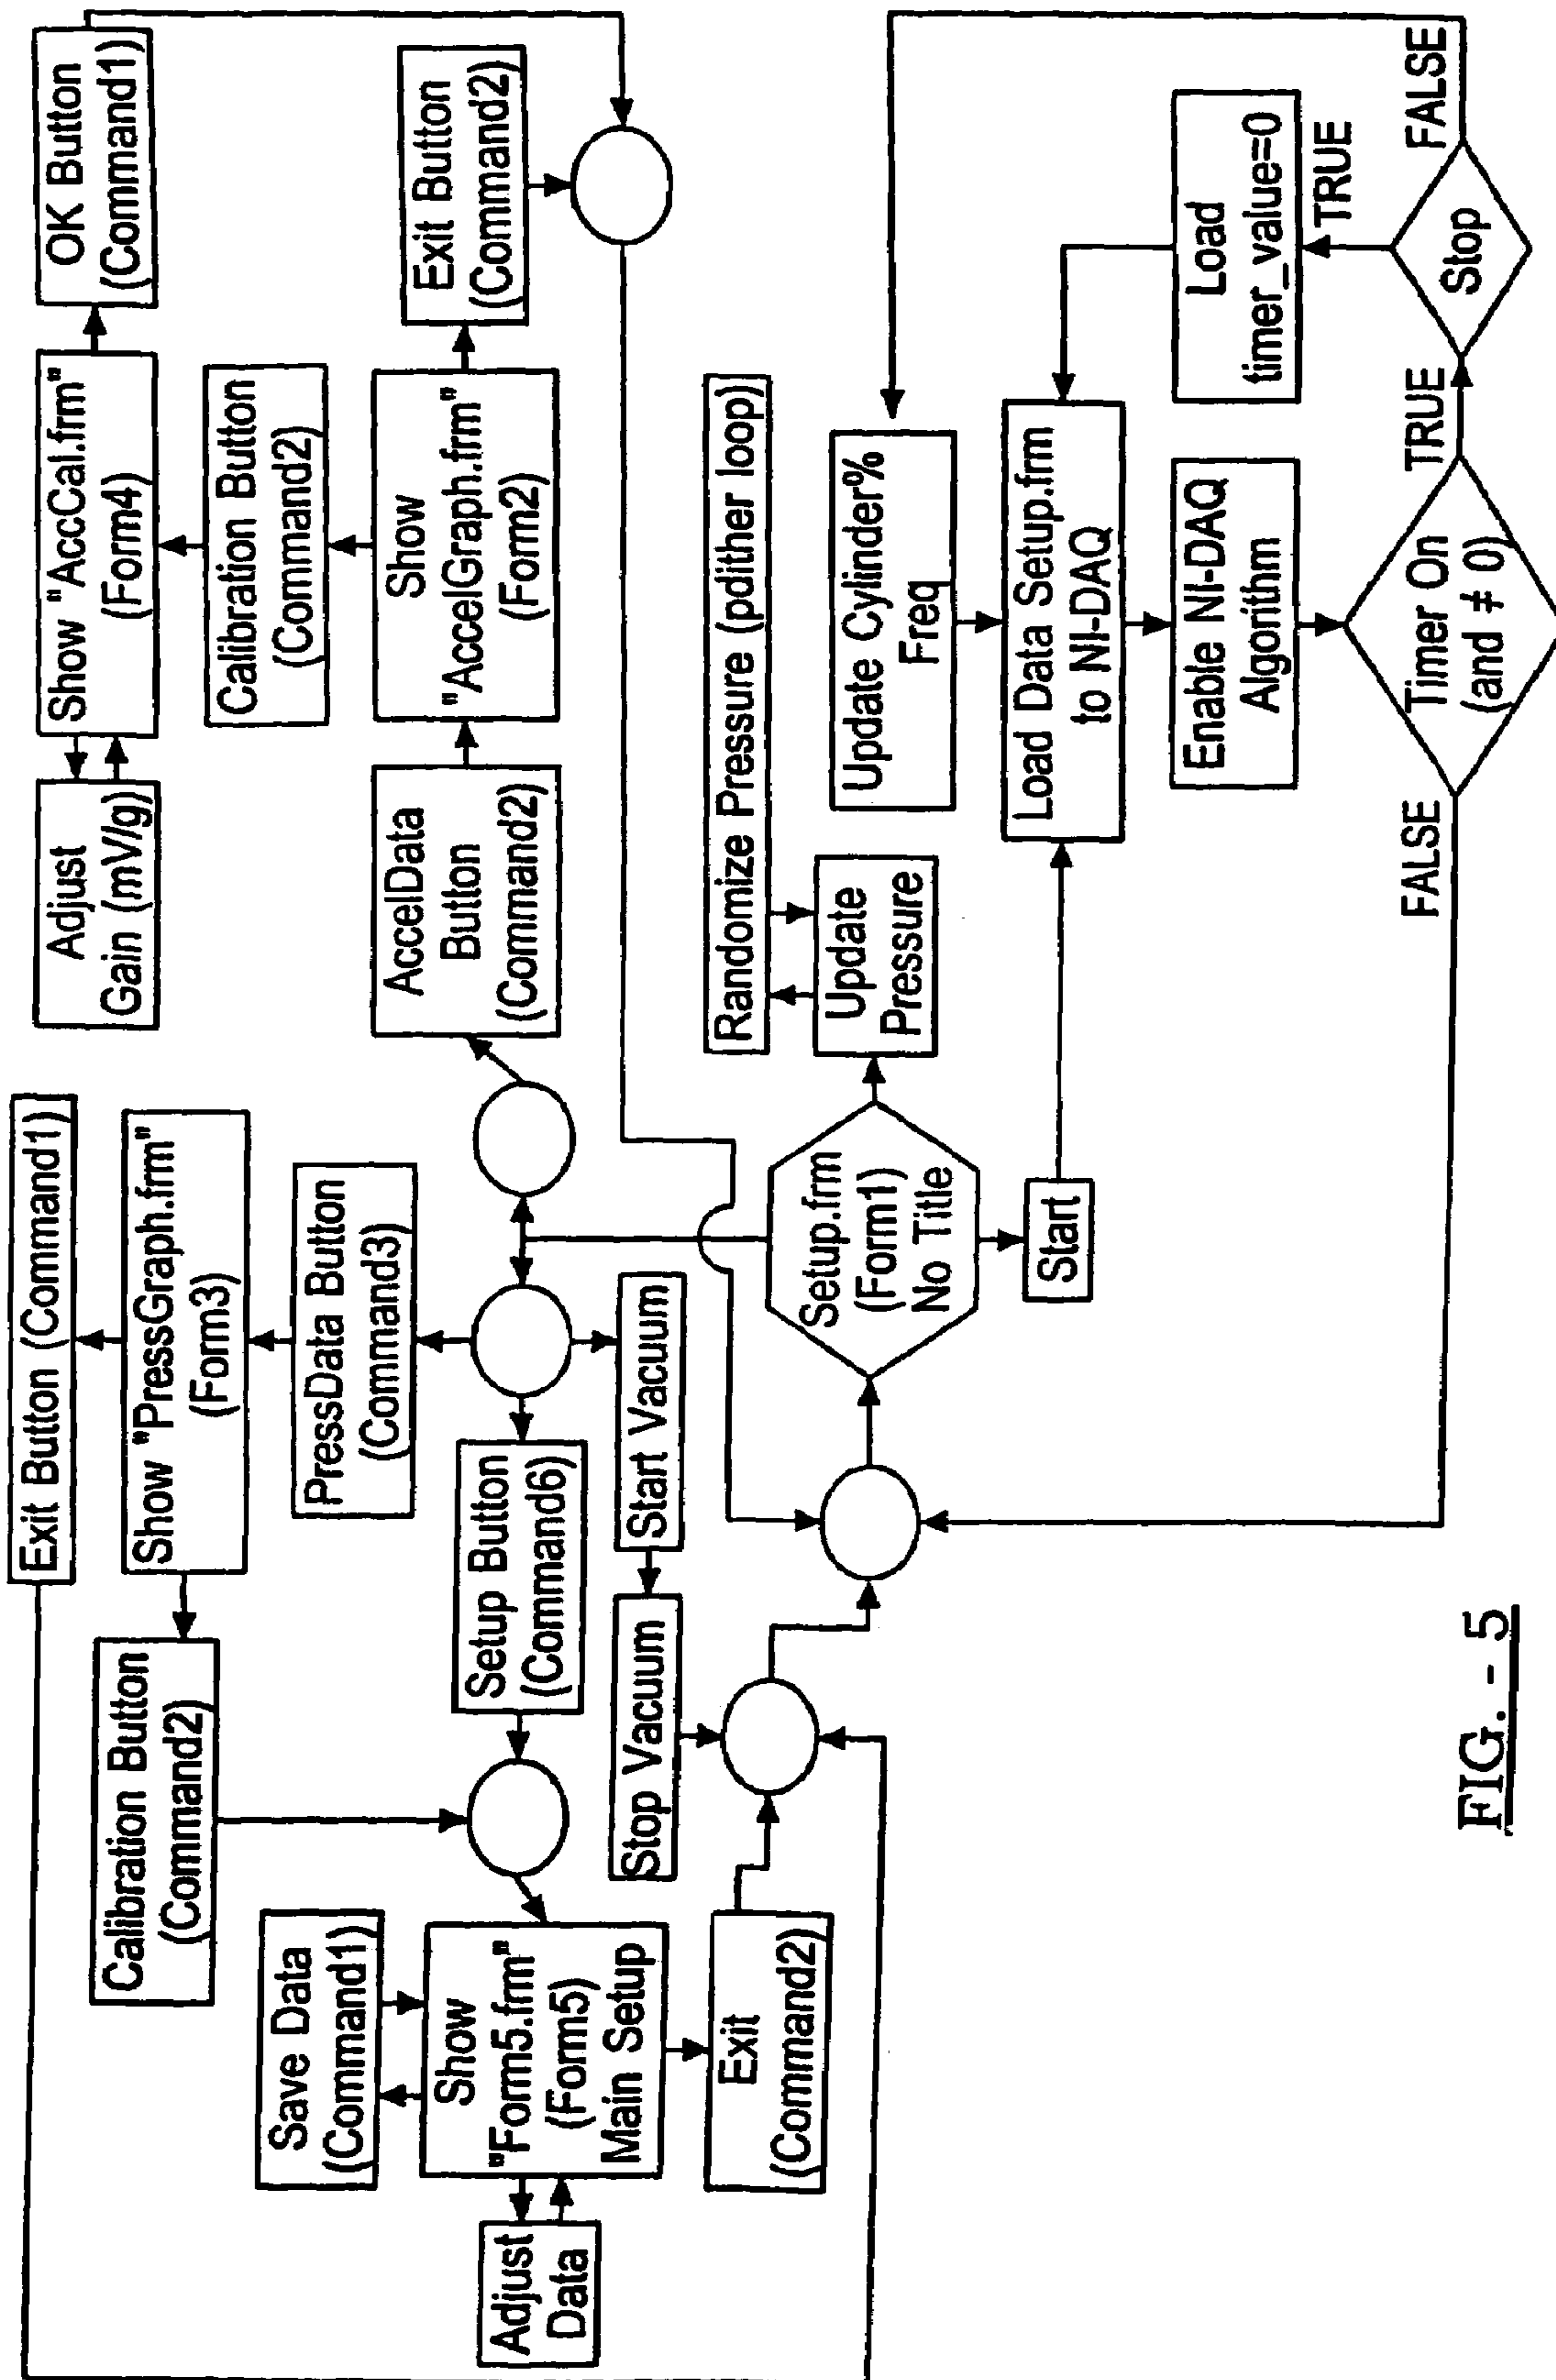 Exit Button (Command1)
Show "PressGraph.frm"
(Form3)
Calibration Button
(Command2)
PressData Button
(Command3)
Save Data
(Command1)
Show
"Form5.frm"
(Form5)
Main Setup
Adjust
Data
Setup Button
(Command6)
Stop Vacuum
Start Vacuum
Exit
(Command2)
Adjust
Gain (mV/g)
Show "AccCal.frm"
(Form4)
OK Button
(Command1)
Calibration Button
(Command2)
AccelData
Button
(Command2)
Show
"AccelGraph.frm"
(Form2)
Exit Button
(Command2)
Randomize Pressure (pdither loop)
Setup.frm
(Form1)
No Title
Update
Pressure
Update Cylinder%
Freq
Start
Load Data Setup.frm
to NI-DAQ
Load
timer_value=0
Enable NI-DAQ
Algorithm
TRUE
FALSE
Timer On
(and ≠ 0)
TRUE
Stop
FALSE
FIG. - 5